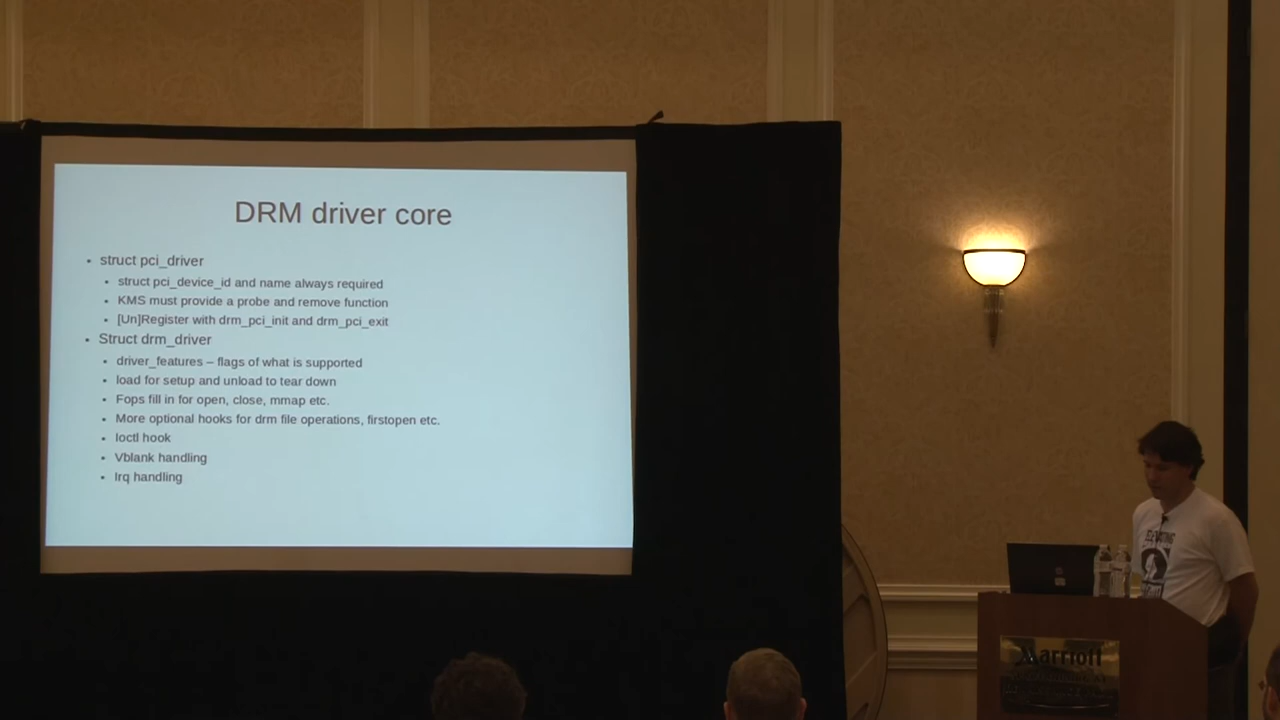 DRM driver core
• struct pci_driver
• struct pci_device_id and name always required
• KMS must provide a probe and remove function
• [Un]Register with drm_pci_init and drm_pci_exit
• Struct drm_driver
• driver_features – flags of what is supported
• load for setup and unload to tear down
• Fops fill in for open, close, mmap etc.
• More optional hooks for drm file operations, firstopen etc.
• Ioctl hook
• Vblank handling
• Irq handling
Marriott